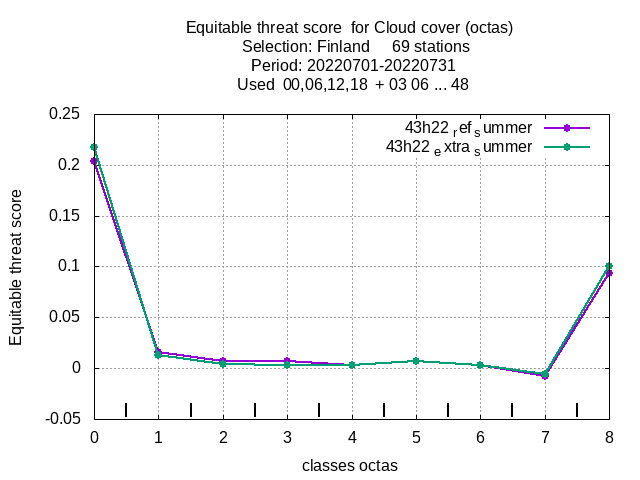 Equitable threat score for Cloud cover (octas)
Selection: Finland 69 stations
Period: 20220701-20220731
Used 00,06,12,18 + 03 06 ... 48
43h22ᵣefₛummer
43h22ₑxtraₛummer
Equitable threat score
0.25
0.2
0.15
0.1
0.05
0
-0.05
0 1 2 3 4 5 6 7 8
classes octas